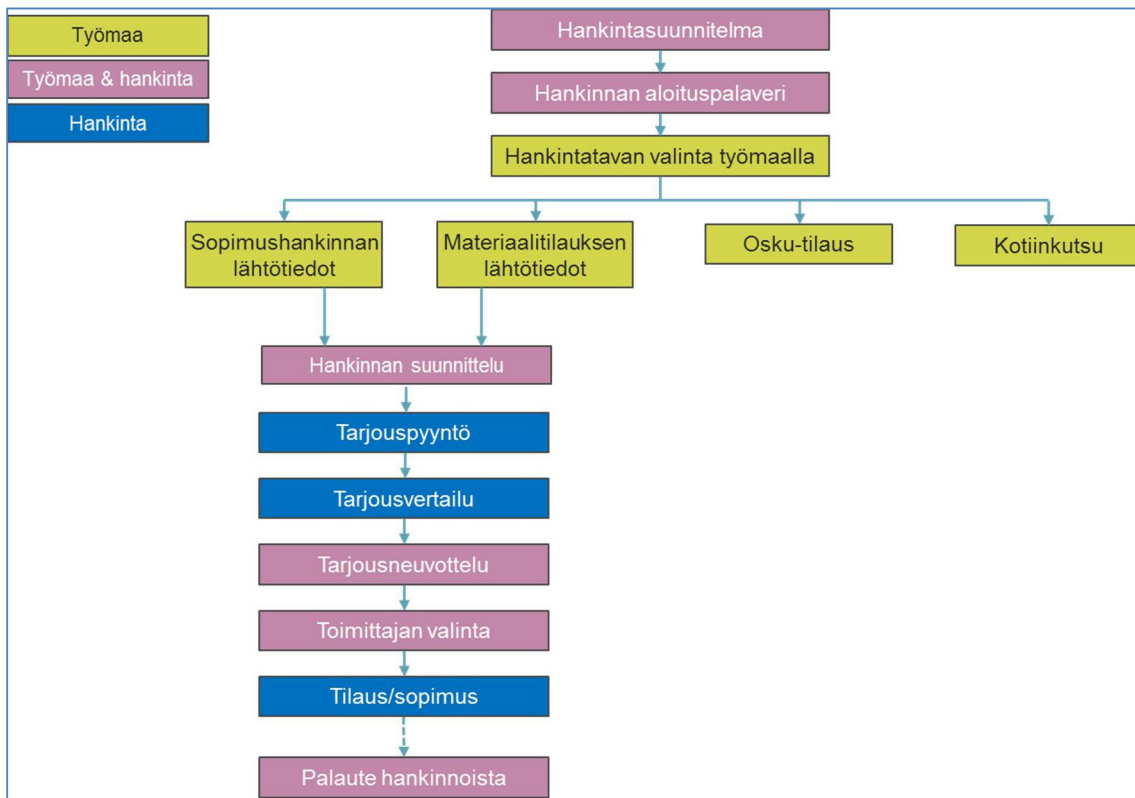 Työmaa
Työmaa & hankinta
Hankinta
Hankintasuunnitelma
Hankinnan aloituspalaveri
Hankintatavan valinta työmaalla
Sopimushankinnan
lähtötiedot
Materiaalitilauksen
lähtötiedot
Osku-tilaus
Kotiinkutsu
Hankinnan suunnittelu
Tarjouspyyntö
Tarjousvertailu
Tarjousneuvottelu
Toimittajan valinta
Tilaus/sopimus
Palaute hankinnoista